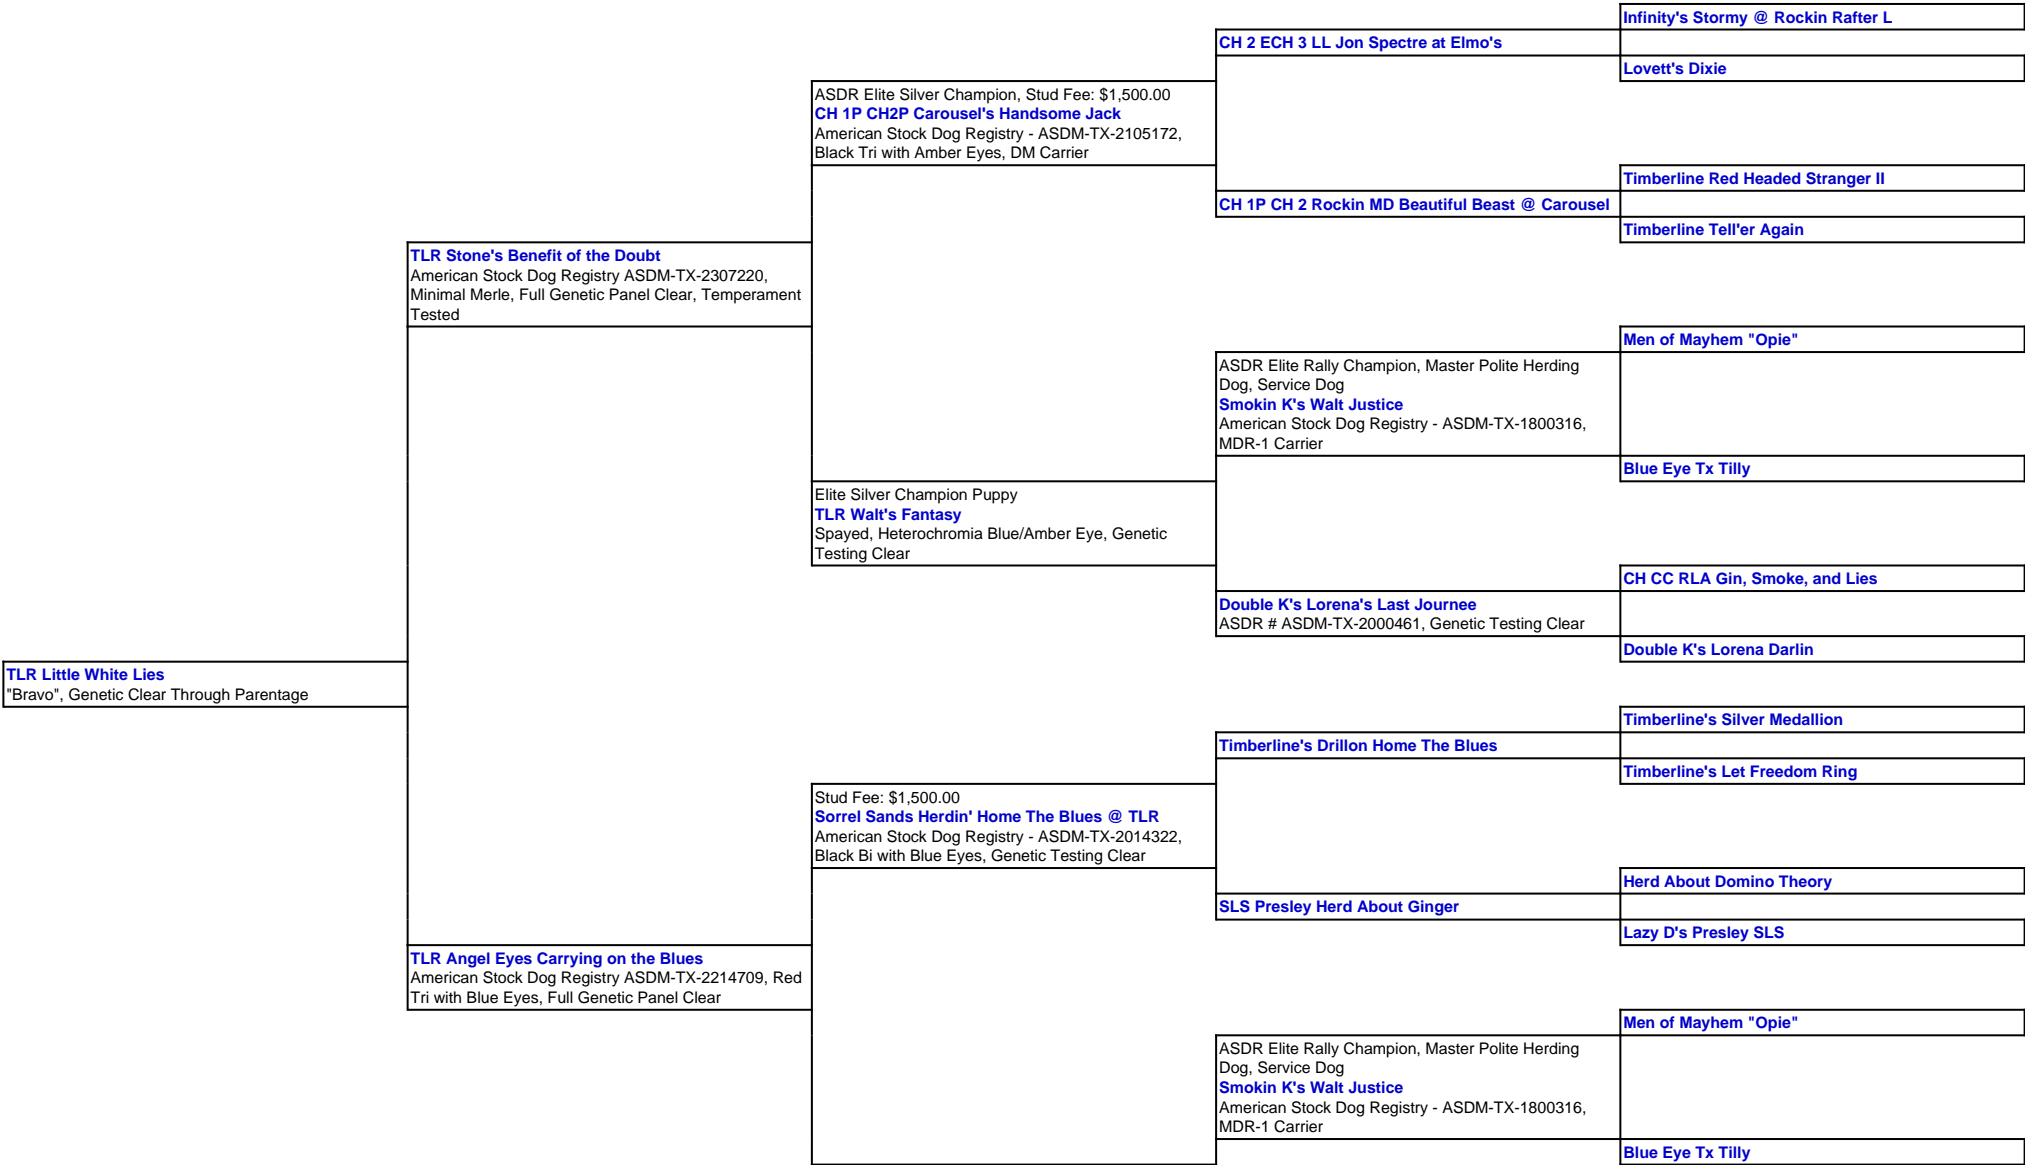 Infinity's Stormy @ Rockin Rafter L
CH 2 ECH 3 LL Jon Spectre at Elmo's
Lovett's Dixie
ASDR Elite Silver Champion, Stud Fee: $1,500.00
CH 1P CH2P Carousel's Handsome Jack
American Stock Dog Registry - ASDM-TX-2105172,
Black Tri with Amber Eyes, DM Carrier
Timberline Red Headed Stranger II
CH 1P CH 2 Rockin MD Beautiful Beast @ Carousel
Timberline Tell'er Again
TLR Stone's Benefit of the Doubt
American Stock Dog Registry ASDM-TX-2307220,
Minimal Merle, Full Genetic Panel Clear, Temperament
Tested
Men of Mayhem "Opie"
ASDR Elite Rally Champion, Master Polite Herding
Dog, Service Dog
Smokin K's Walt Justice
American Stock Dog Registry - ASDM-TX-1800316,
MDR-1 Carrier
Blue Eye Tx Tilly
Elite Silver Champion Puppy
TLR Walt's Fantasy
Spayed, Heterochromia Blue/Amber Eye, Genetic
Testing Clear
CH CC RLA Gin, Smoke, and Lies
Double K's Lorena's Last Journee
ASDR # ASDM-TX-2000461, Genetic Testing Clear
Double K's Lorena Darlin
TLR Little White Lies
"Bravo", Genetic Clear Through Parentage
Timberline's Silver Medallion
Timberline's Drillon Home The Blues
Timberline's Let Freedom Ring
Stud Fee: $1,500.00
Sorrel Sands Herdin' Home The Blues @ TLR
American Stock Dog Registry - ASDM-TX-2014322,
Black Bi with Blue Eyes, Genetic Testing Clear
Herd About Domino Theory
SLS Presley Herd About Ginger
Lazy D's Presley SLS
TLR Angel Eyes Carrying on the Blues
American Stock Dog Registry ASDM-TX-2214709, Red
Tri with Blue Eyes, Full Genetic Panel Clear
Men of Mayhem "Opie"
ASDR Elite Rally Champion, Master Polite Herding
Dog, Service Dog
Smokin K's Walt Justice
American Stock Dog Registry - ASDM-TX-1800316,
MDR-1 Carrier
Blue Eye Tx Tilly